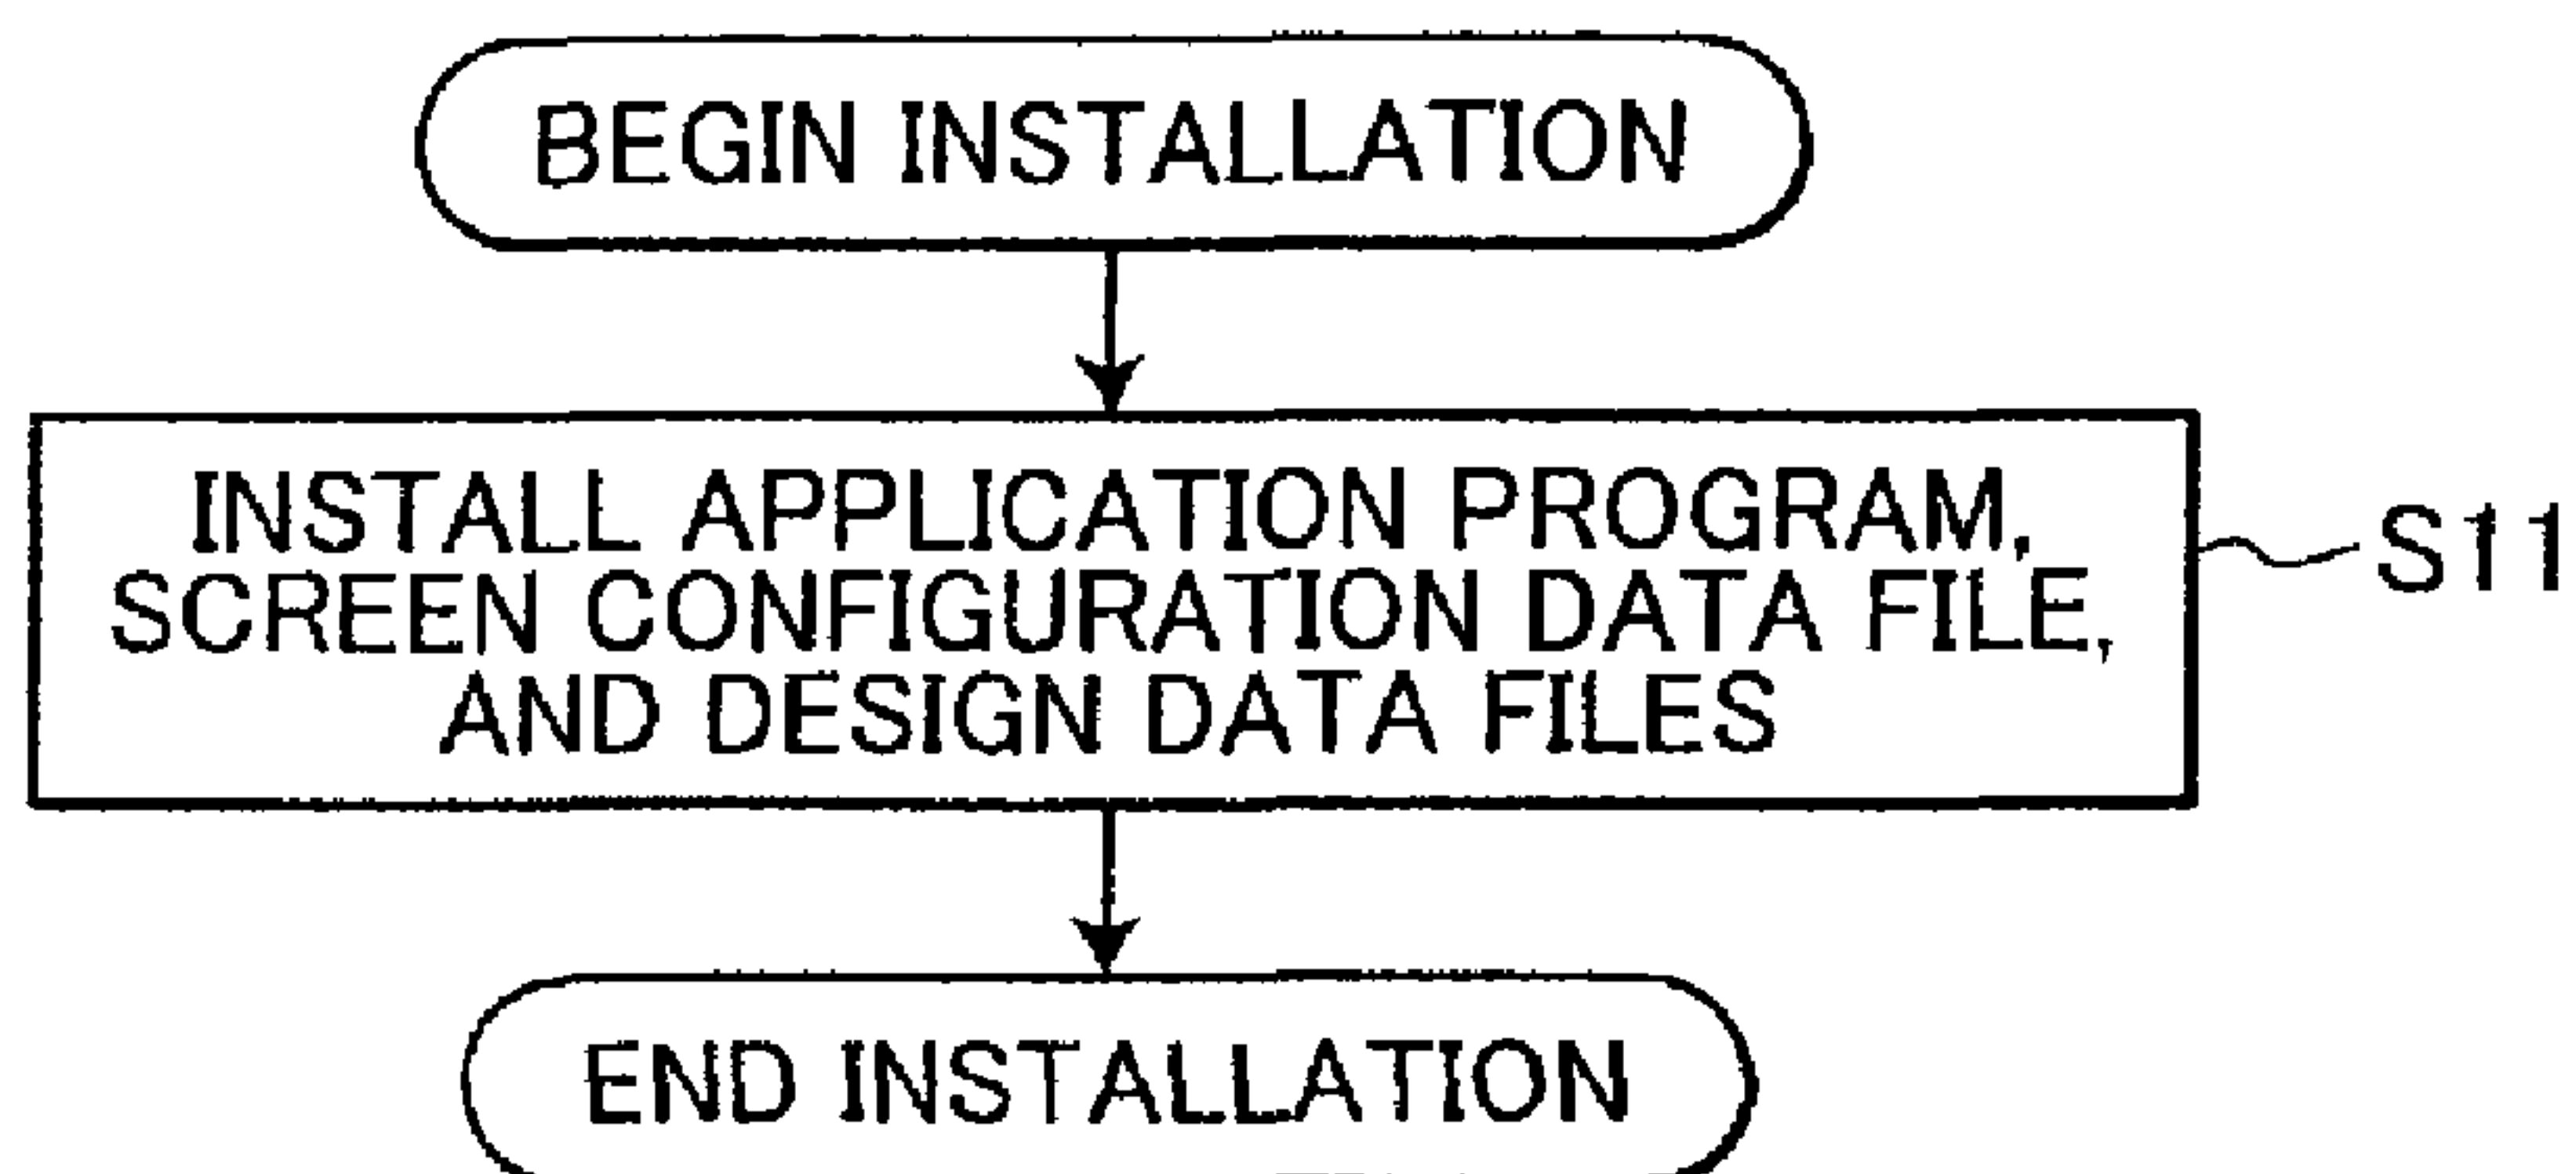 BEGIN INSTALLATION
INSTALL APPLICATION PROGRAM,
SCREEN CONFIGURATION DATA FILE,
AND DESIGN DATA FILES
S11
END INSTALLATION